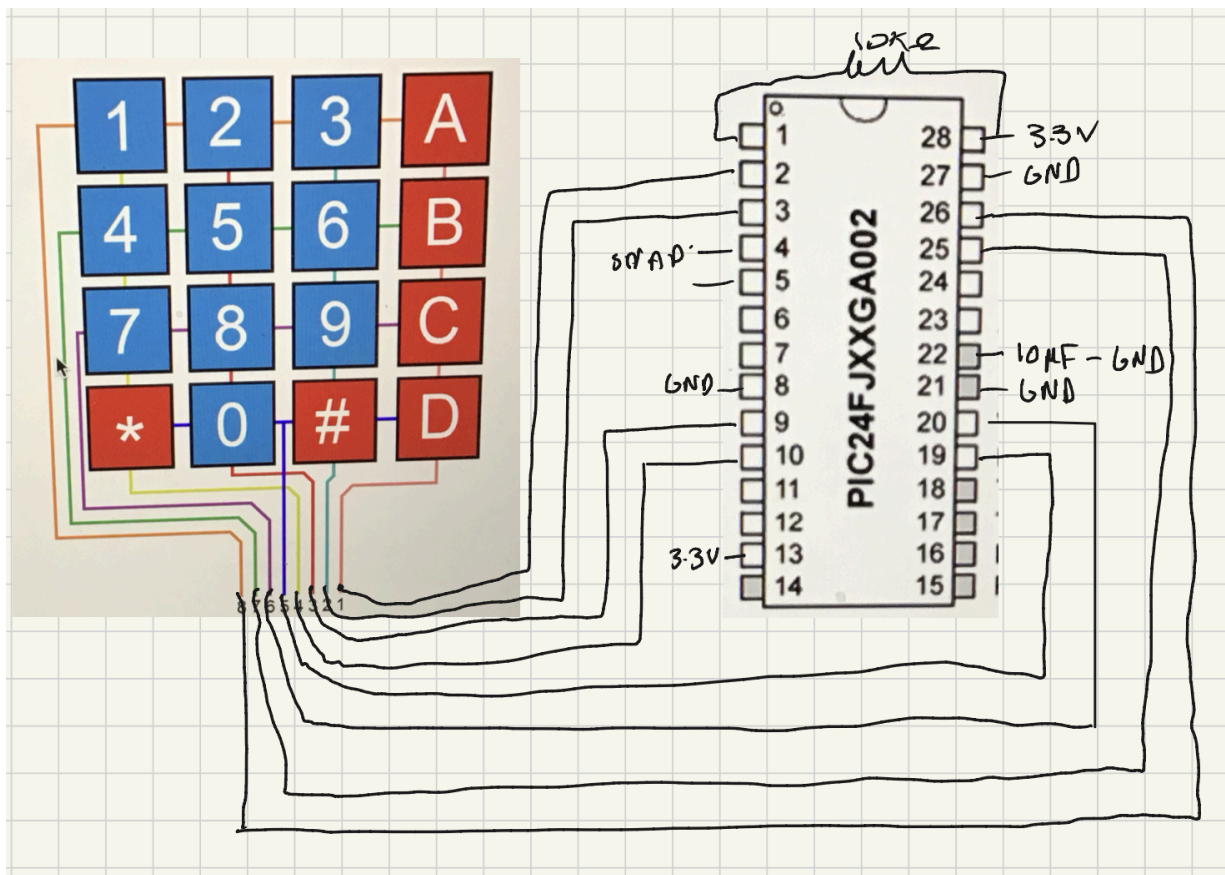 10K Ω
1 2 3 A
4 5 6 B
7 8 9 C
* 0 # D
8 7 6 5 4 3 2 1
1 28 3.3V
2 27 GND
3 26
4 25
5 24
6 23
7 22 10µF - GND
GND 8 21 GND
9 20
10 19
11 18
12 17
3.3V 13 16
14 15
PIC24FJXXGA002